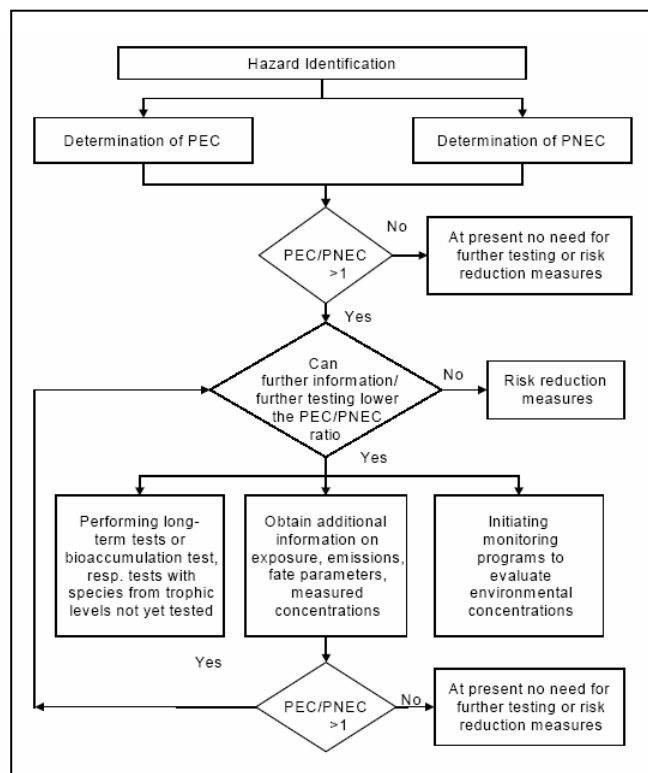 Hazard Identification
Determination of PEC
Determination of PNEC
PEC/PNEC
>1
No
At present no need for
further testing or risk
reduction measures
Yes
Can
further information/
further testing lower
the PEC/PNEC
ratio
No
Risk reduction
measures
Yes
Performing long-
term tests or
bioaccumulation test,
resp. tests with
species from trophic
levels not yet tested
Obtain additional
information on
exposure, emissions,
fate parameters,
measured
concentrations
Initiating
monitoring
programs to
evaluate
environmental
concentrations
Yes
PEC/PNEC
>1
No
At present no need for
further testing or risk
reduction measures